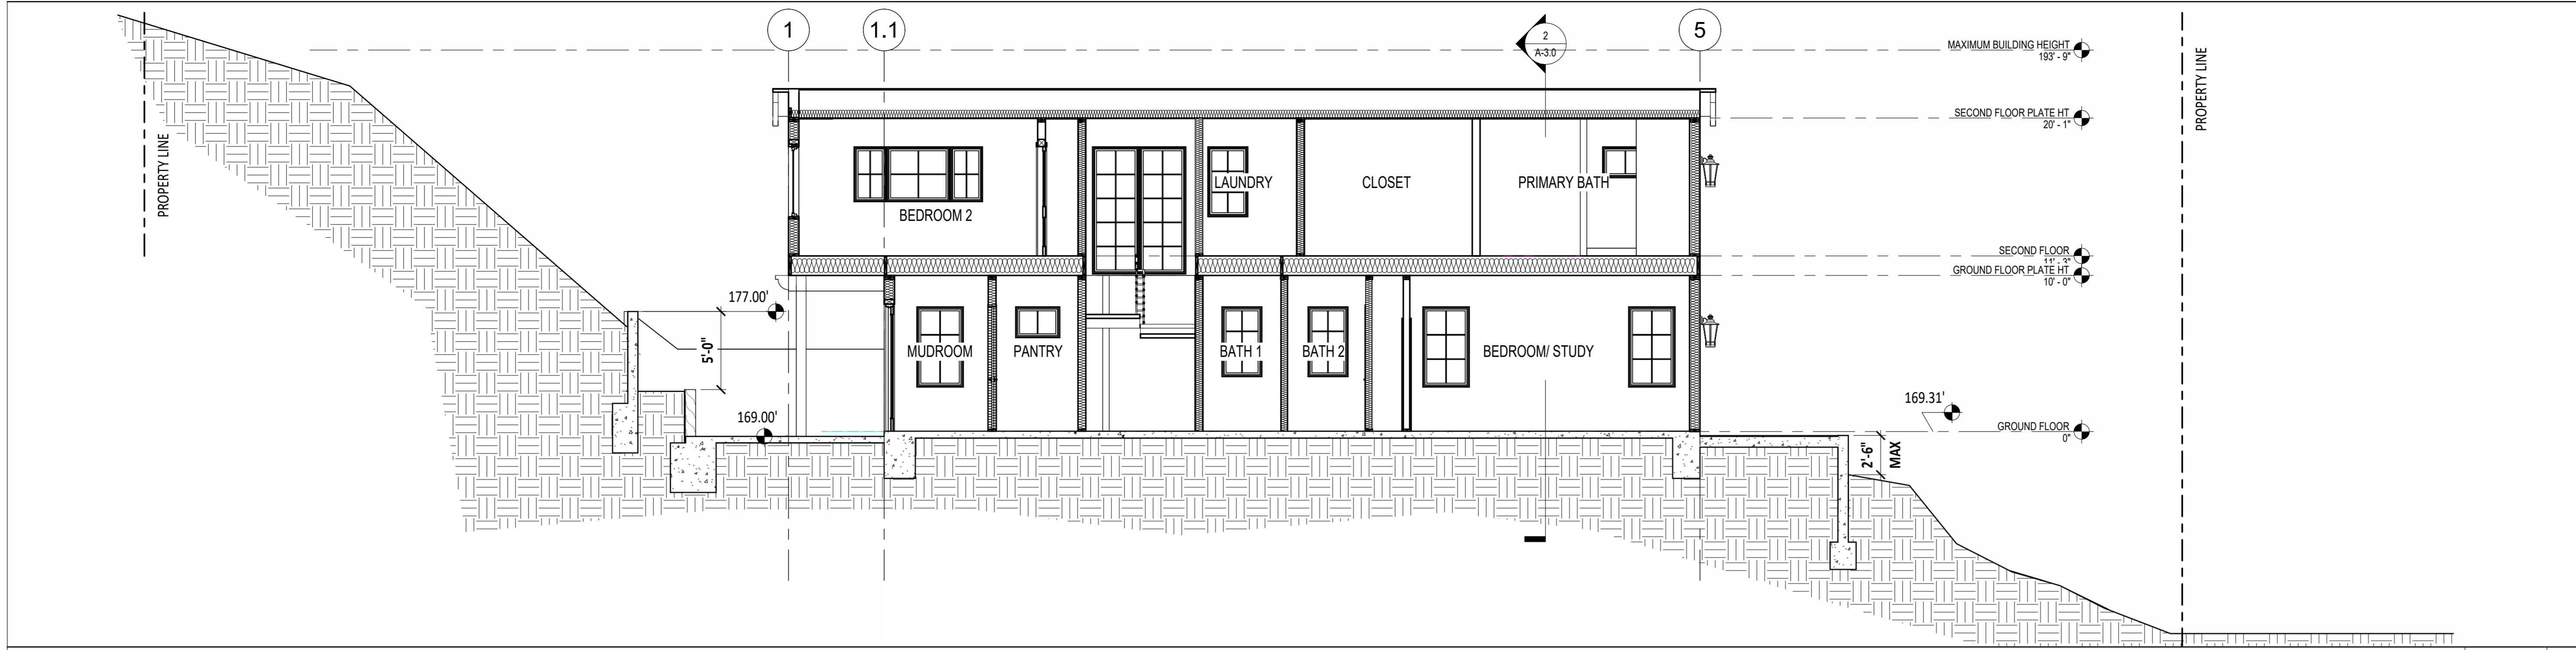 1
1.1
2
A-3.0
5
MAXIMUM BUILDING HEIGHT
193' - 9"
PROPERTY LINE
PROPERTY LINE
SECOND FLOOR PLATE HT
20' - 1"
BEDROOM 2
LAUNDRY
CLOSET
PRIMARY BATH
SECOND FLOOR
11' - 3"
GROUND FLOOR PLATE HT
10' - 0"
177.00'
5'-0"
169.00'
MUDROOM
PANTRY
BATH 1
BATH 2
BEDROOM/ STUDY
169.31'
GROUND FLOOR
0"
2'-6"
MAX